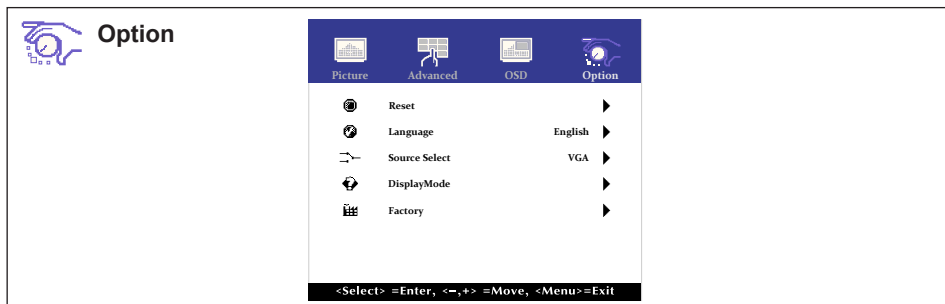 Option
Picture Advanced OSD Option
Reset
Language English
Source Select VGA
DisplayMode
Factory
<Select> =Enter, <−,+> =Move, <Menu>=Exit